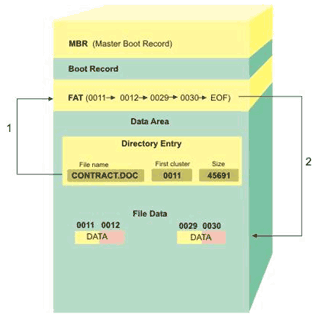 MBR (Master Boot Record)
Boot Record
FAT (0011 0012 0029 0030 EOF)
1
Data Area
Directory Entry
2
File name First cluster Size
CONTRACT.DOC 0011 45691
File Data
0011 0012 0029 0030
DATA DATA